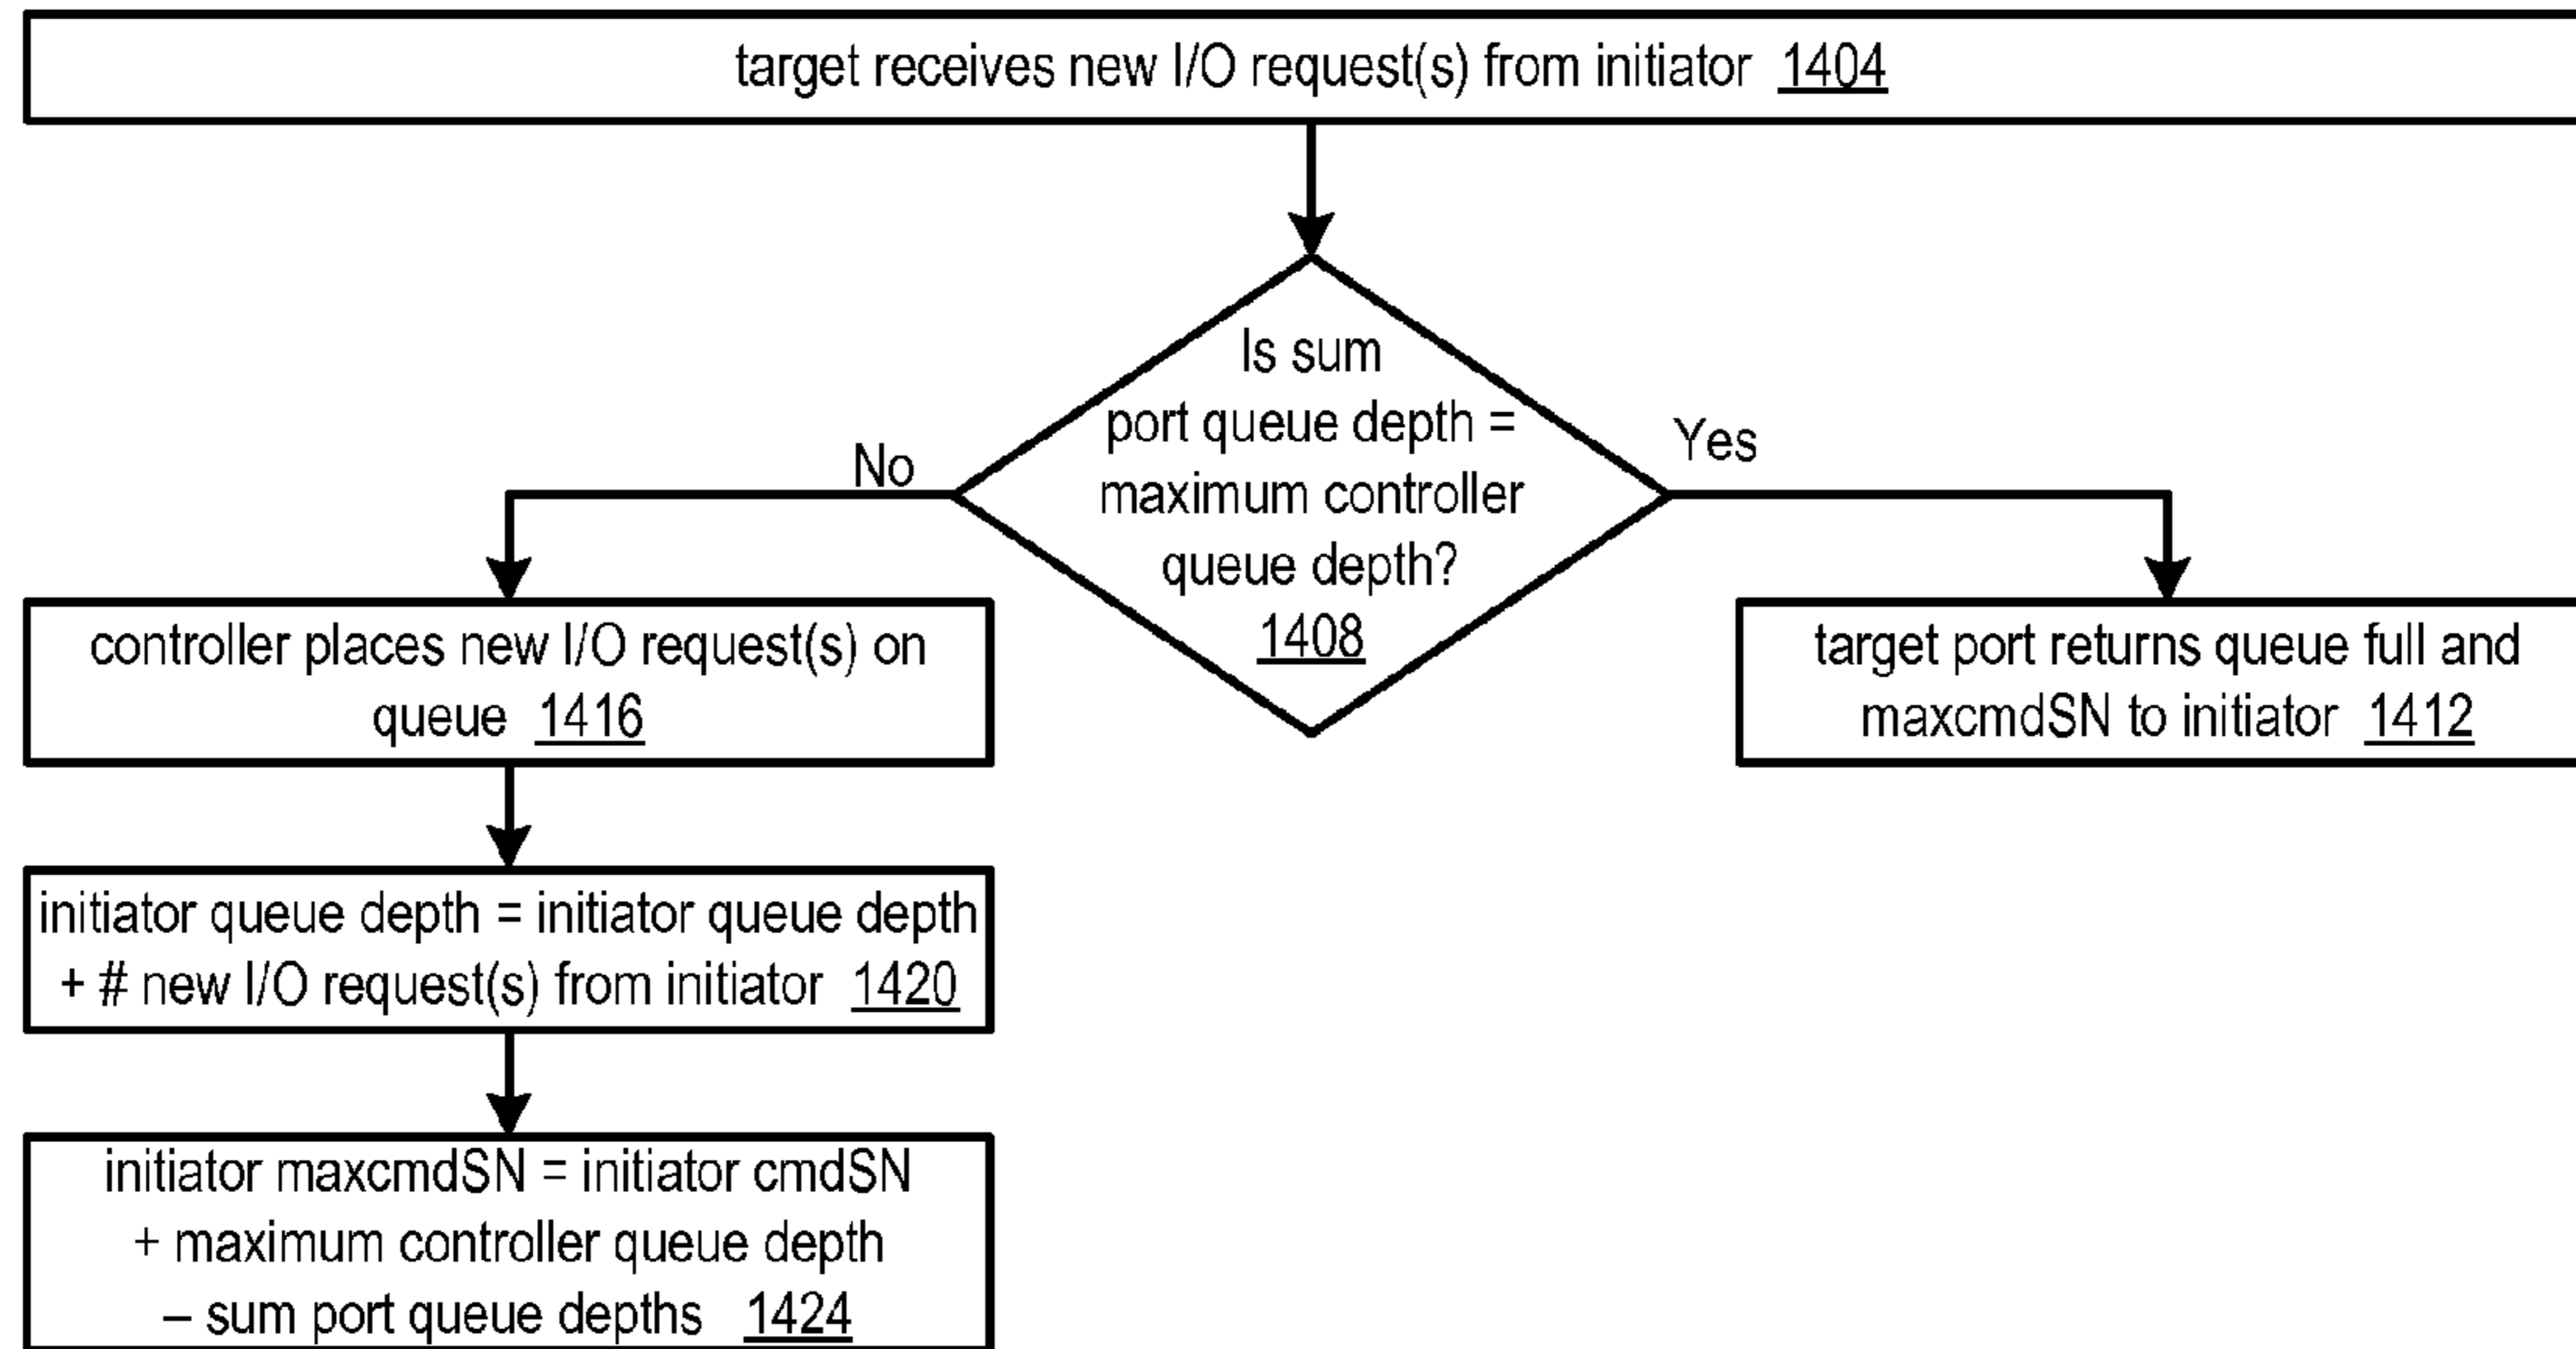 target receives new I/O request(s) from initiator 1404
Is sum
port queue depth =
maximum controller
queue depth?
1408
No
Yes
controller places new I/O request(s) on
queue 1416
target port returns queue full and
maxcmdSN to initiator 1412
initiator queue depth = initiator queue depth
+ # new I/O request(s) from initiator 1420
initiator maxcmdSN = initiator cmdSN
+ maximum controller queue depth
– sum port queue depths 1424